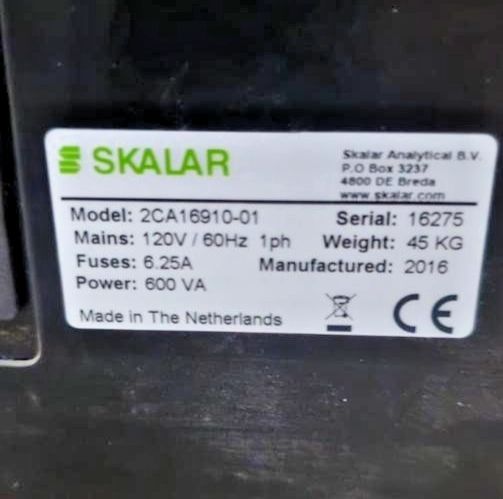 SKALAR
Skalar Analytical B.V.
P.O Box 3237
4800 DE Breda
www.skalar.com
Model: 2CA16910-01 Serial: 16275
Mains: 120V / 60Hz 1ph Weight: 45 KG
Fuses: 6.25A Manufactured: 2016
Power: 600 VA
Made in The Netherlands CE